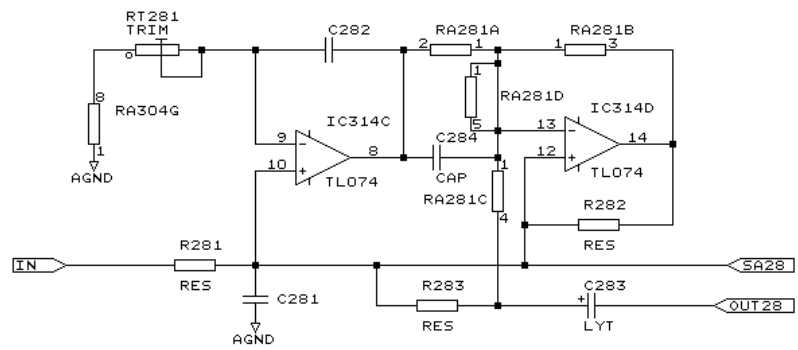 RT281
TRIM
C282
RA281A
2
1
RA281B
1
3
o
8
RA304G
1
AGND
1
RA281D
5
IC314C
9
10
8
TL074
C284
CAP
IC314D
13
14
12
TL074
1
RA281C
4
R282
RES
IN
R281
RES
SA28
C281
AGND
R283
RES
+
C283
LYT
OUT28